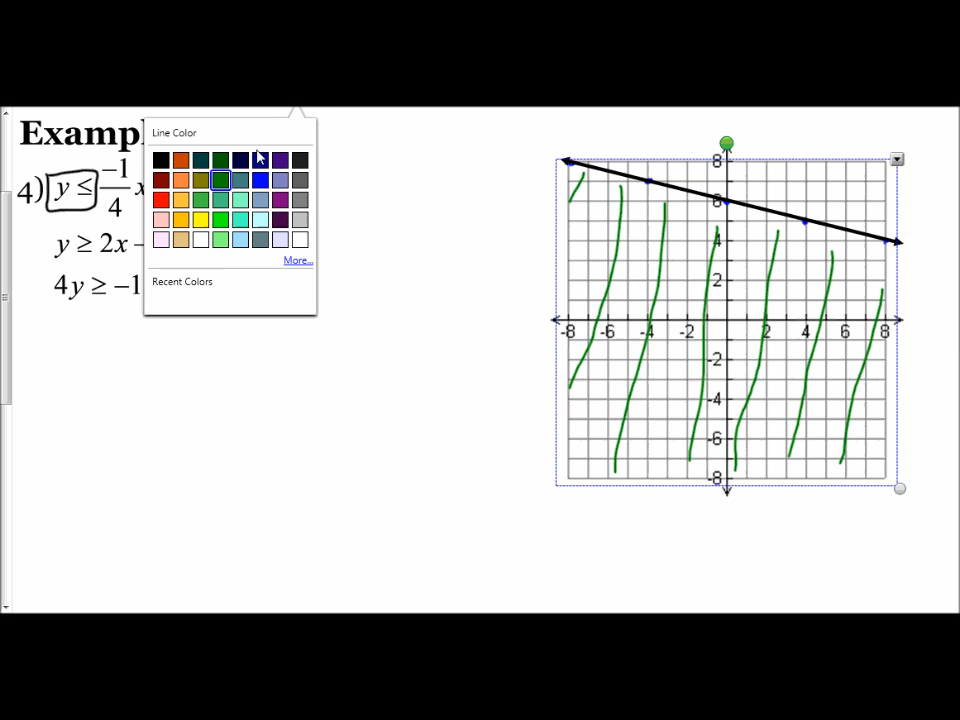 Exampl
Line Color
4) y ≤ −1/4 x
y ≥ 2x −
4y ≥ −1
More...
Recent Colors
8
6
4
2
-8 -6 -4 -2 2 4 6 8
-2
-4
-6
-8